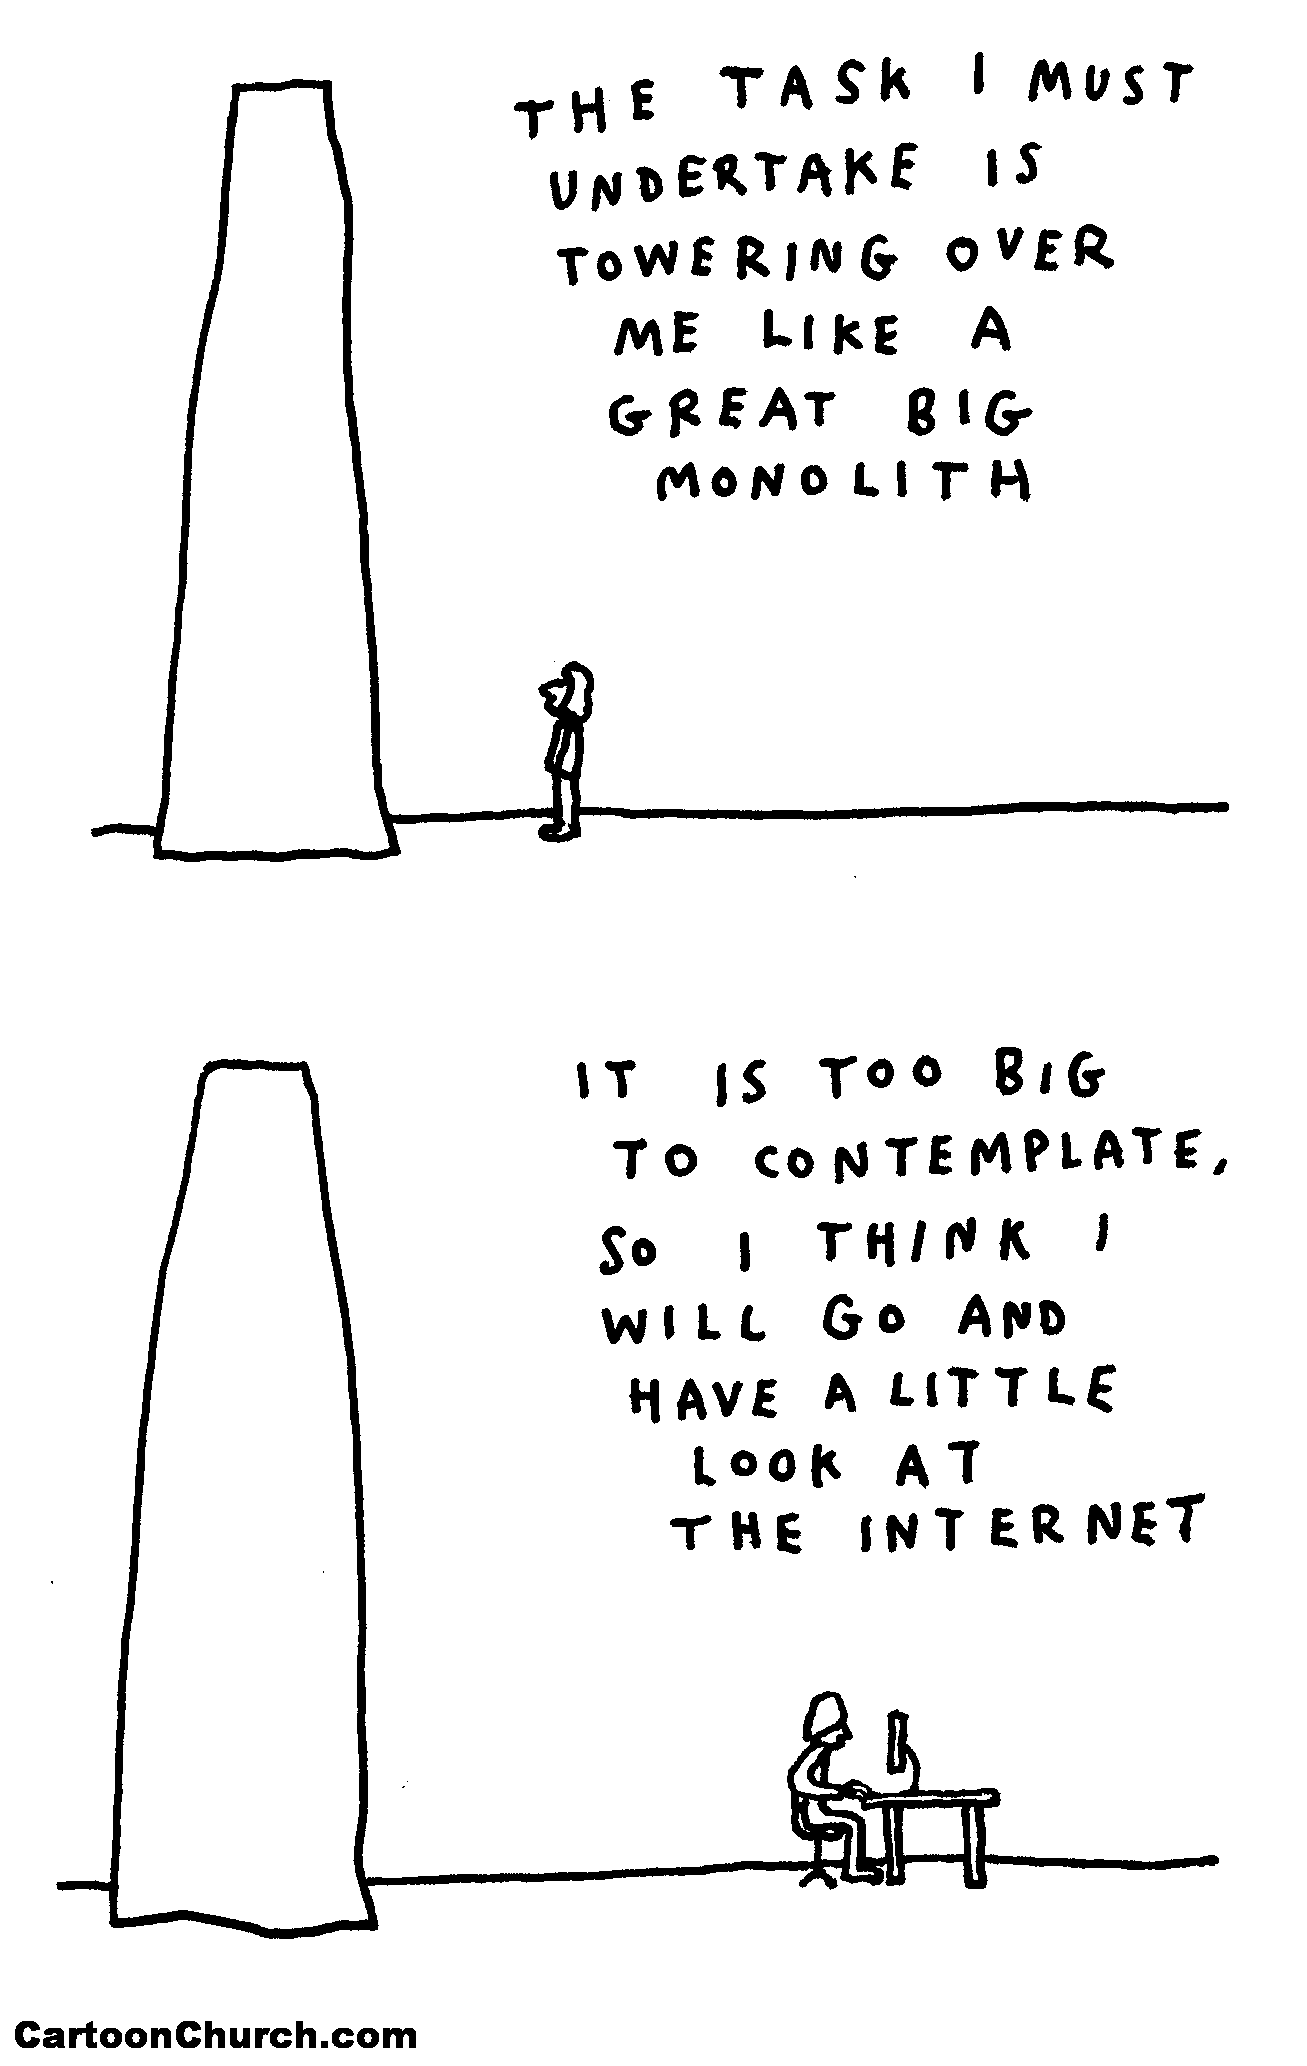 THE TASK I MUST
UNDERTAKE IS
TOWERING OVER
ME LIKE A
GREAT BIG
MONOLITH
IT IS TOO BIG
TO CONTEMPLATE,
SO I THINK I
WILL GO AND
HAVE A LITTLE
LOOK AT
THE INTERNET
CartoonChurch.com